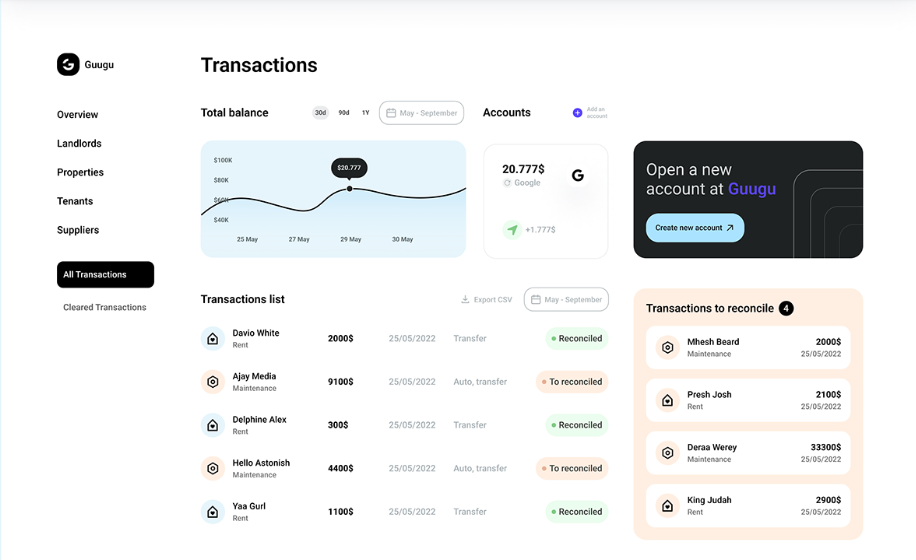 Guugu
Overview
Landlords
Properties
Tenants
Suppliers
All Transactions
Cleared Transactions
Transactions
Total balance
30d 90d 1Y May - September
$100K
$80K
$60K
$40K
$20.777
25 May 27 May 29 May 30 May
Accounts
Add an
account
20.777$
Google
G
+1.777$
Open a new
account at Guugu
Create new account
Transactions list
Export CSV May - September
Davio White
Rent
2000$ 25/05/2022 Transfer Reconciled
Ajay Media
Maintenance
9100$ 25/05/2022 Auto, transfer To reconciled
Delphine Alex
Rent
300$ 25/05/2022 Transfer Reconciled
Hello Astonish
Maintenance
4400$ 25/05/2022 Auto, transfer To reconciled
Yaa Gurl
Rent
1100$ 25/05/2022 Transfer Reconciled
Transactions to reconcile 4
Mhesh Beard 2000$
Maintenance 25/05/2022
Presh Josh 2100$
Rent 25/05/2022
Deraa Werey 33300$
Maintenance 25/05/2022
King Judah 2900$
Rent 25/05/2022